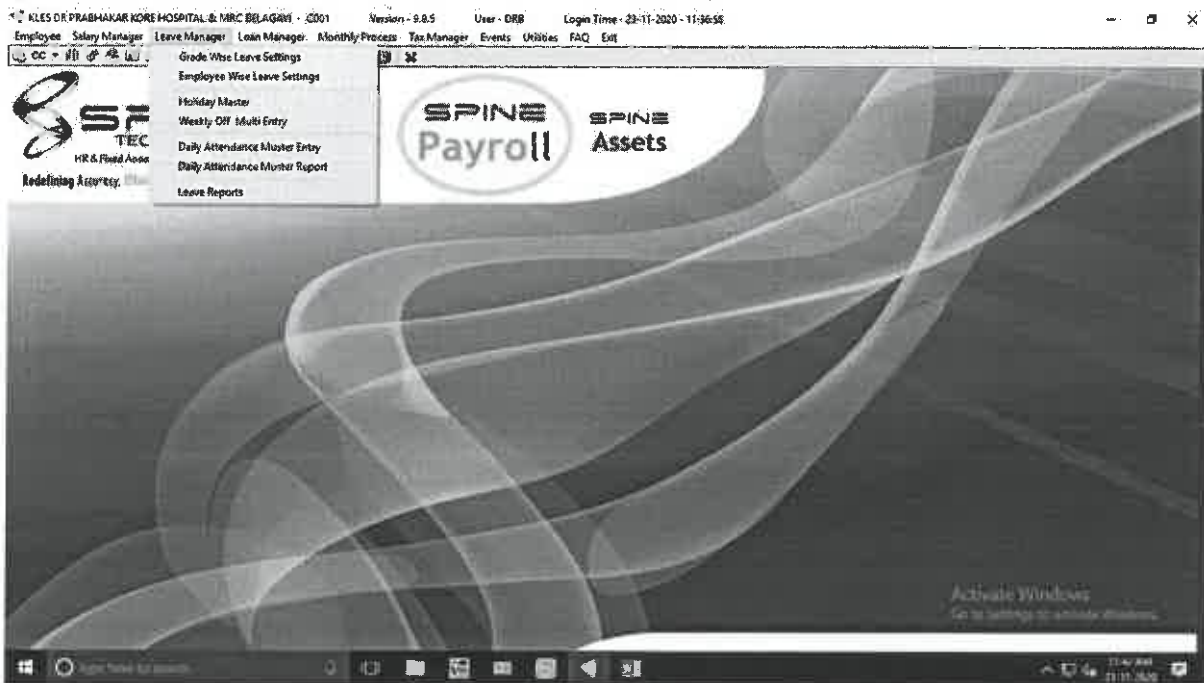 KLES DR PRABHAKAR KORE HOSPITAL & MRC BELAGAVI - C001 Version - 9.8.5 User - DRB Login Time - 23-11-2020 - 11:36:58
Employee Salary Manager Leave Manager Loan Manager Monthly Process Tax Manager Events Utilities FAQ Exit
CC
Grade Wise Leave Settings
Employee Wise Leave Settings
Holiday Master
Weekly Off Multi Entry
Daily Attendance Muster Entry
Daily Attendance Muster Report
Leave Reports
TEC
HR & Fixed Asse
Redefining Accuracy,
SPINE
Payroll
SPINE
Assets
Activate Windows
Go to settings to activate Windows.
23-11-2020